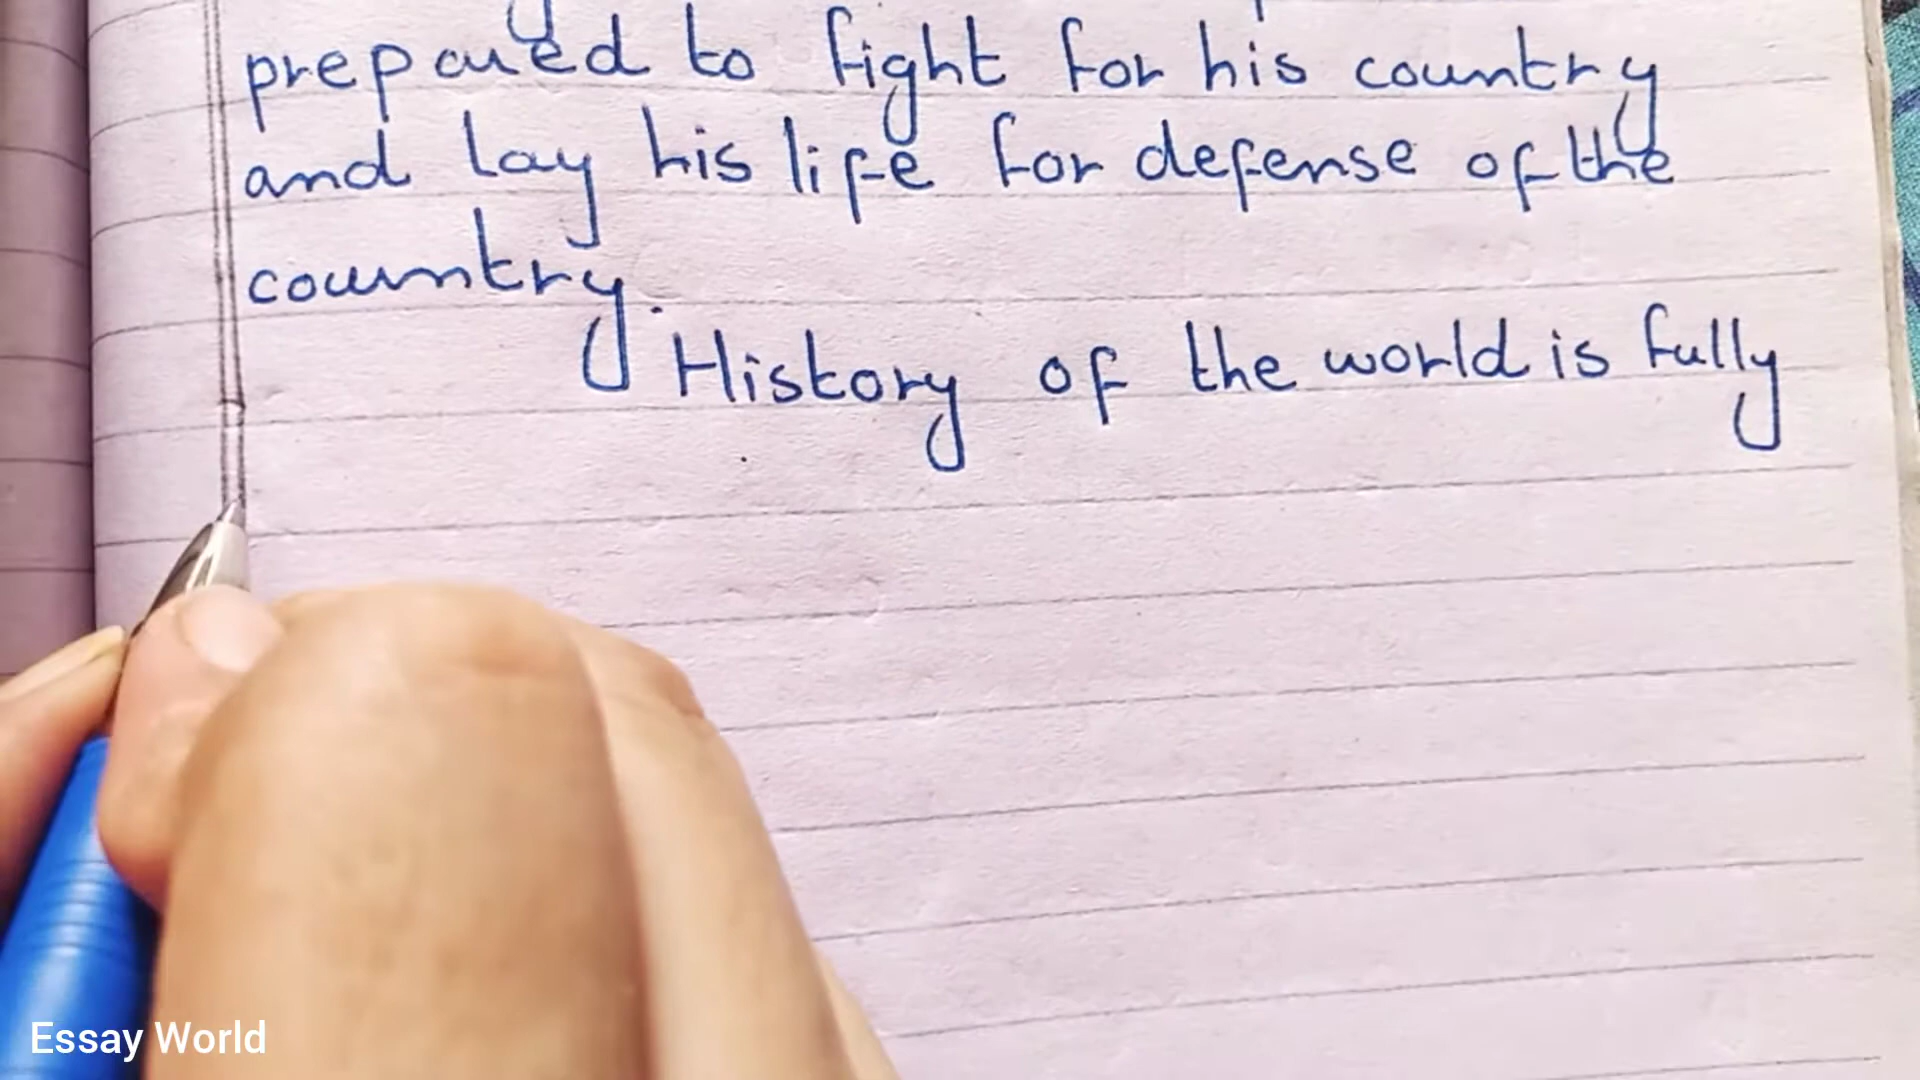 prepared to fight for his country
and lay his life for defense of the
country.
History of the world is fully
Essay World